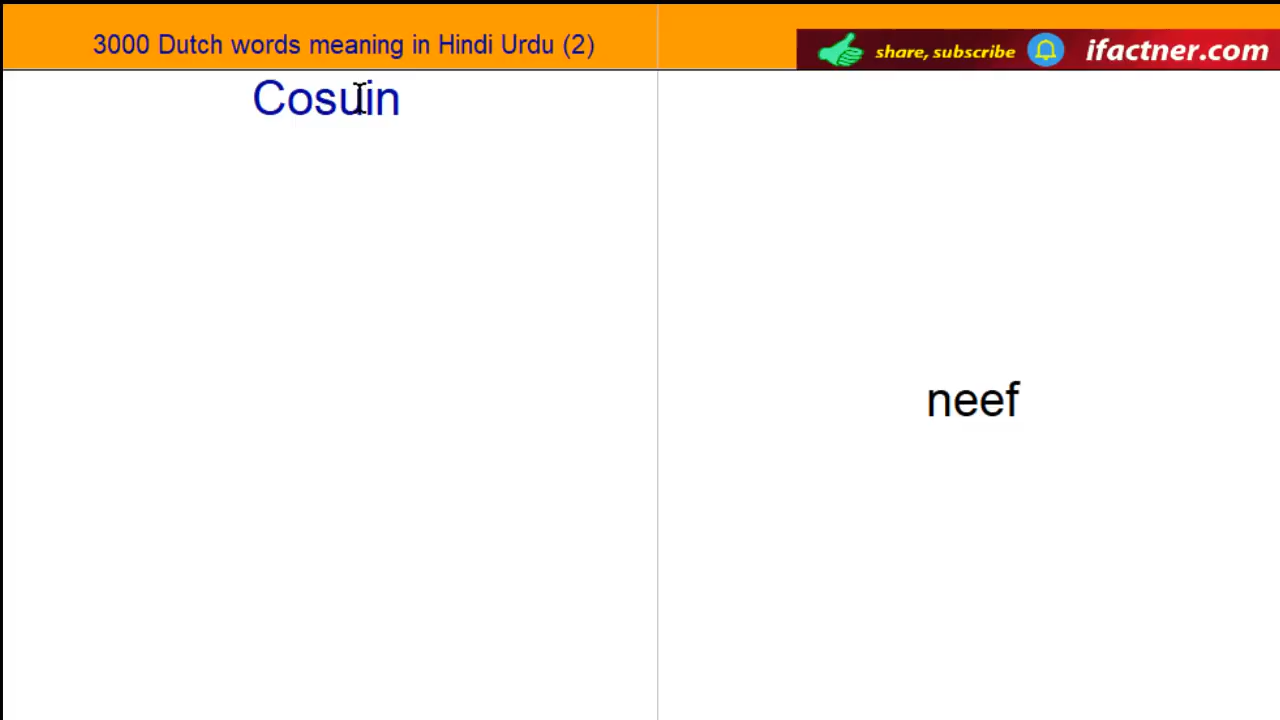 3000 Dutch words meaning in Hindi Urdu (2)
share, subscribe
ifactner.com
Cosuin
neef